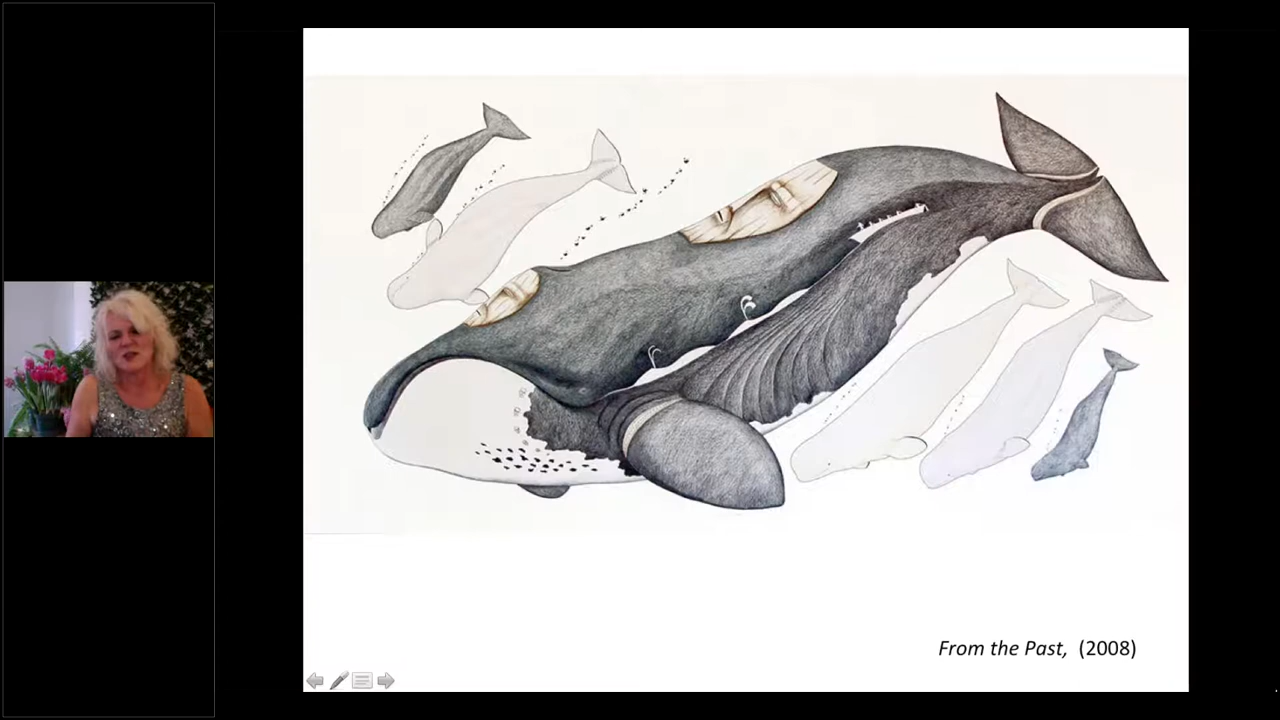 From the Past, (2008)